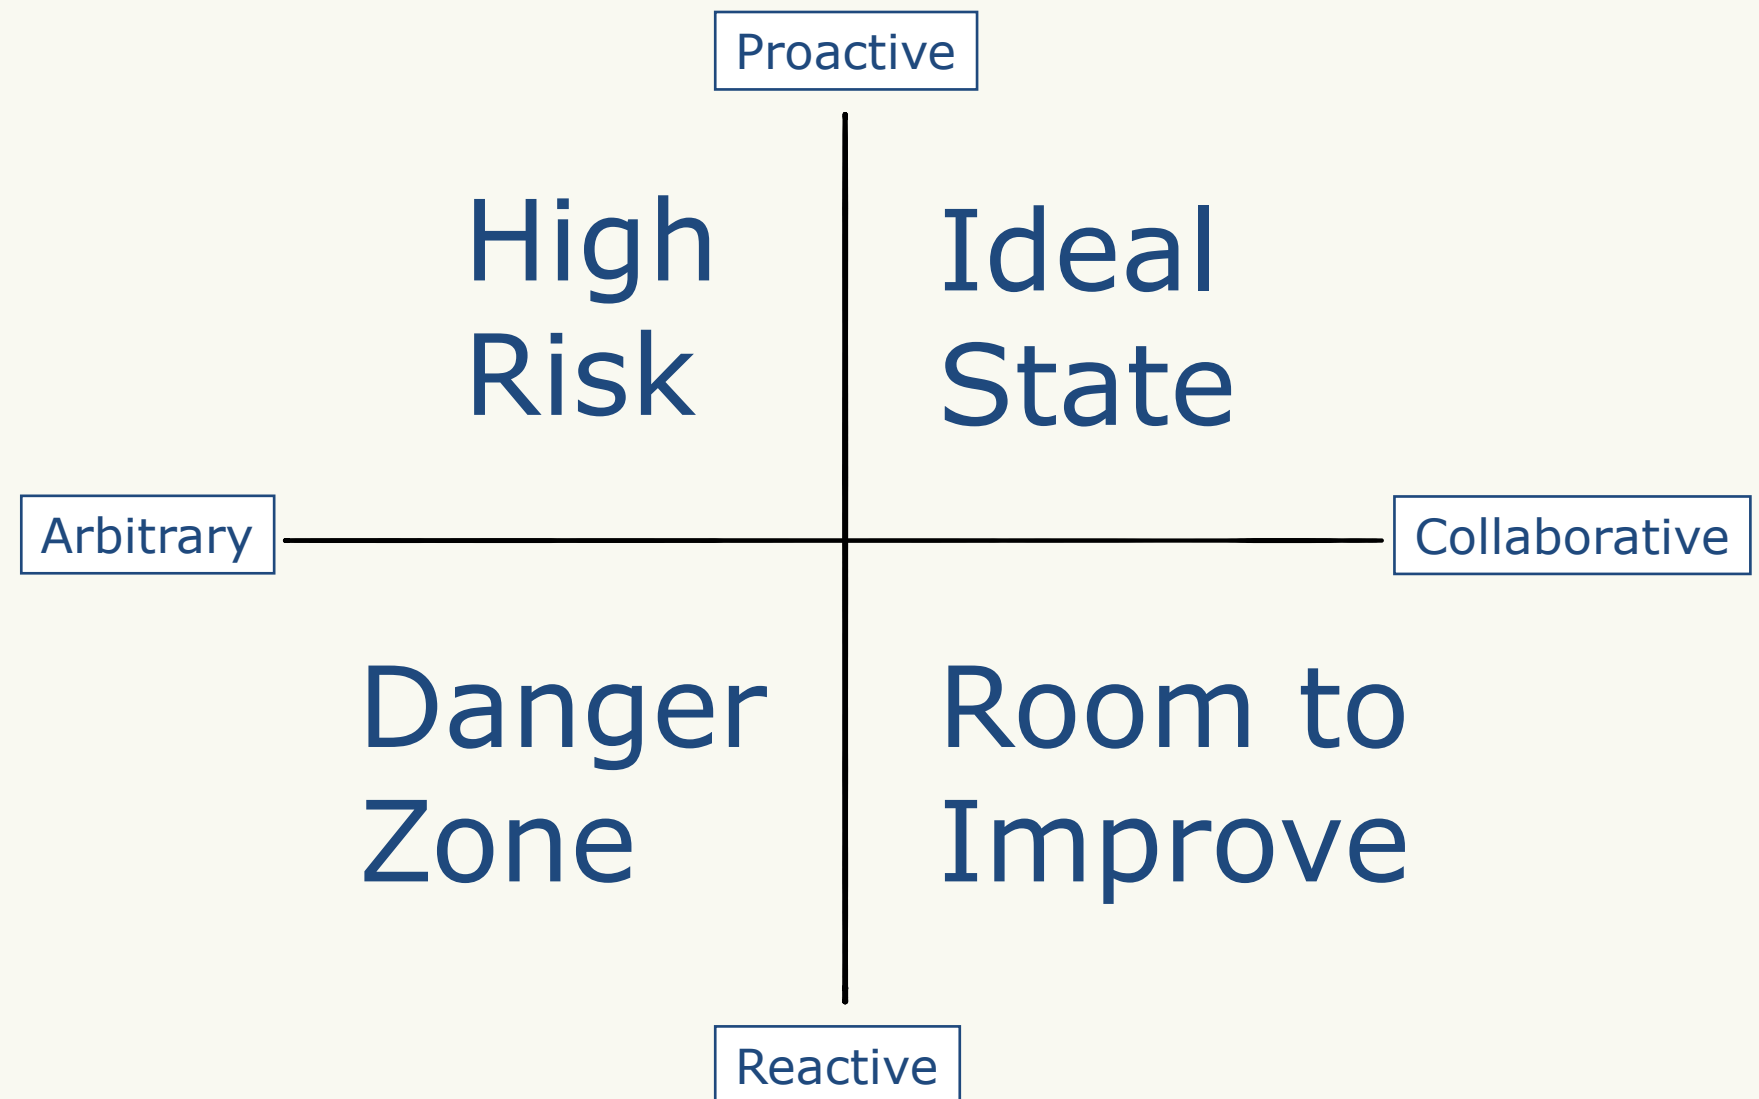 Proactive
High
Risk
Ideal
State
Arbitrary
Collaborative
Danger
Zone
Room to
Improve
Reactive